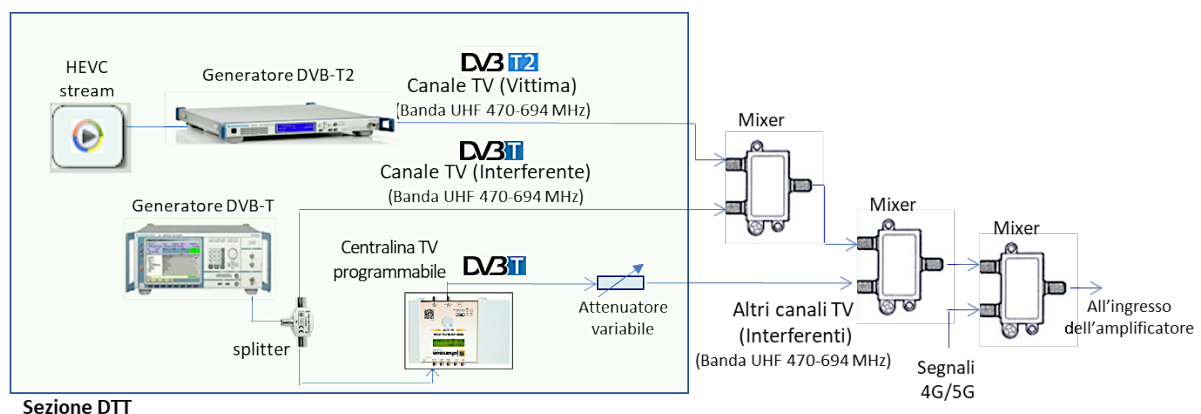 HEVC
stream
Generatore DVB-T2
DVB T2
Canale TV (Vittima)
(Banda UHF 470-694 MHz)
DVB T
Canale TV (Interferente)
(Banda UHF 470-694 MHz)
Generatore DVB-T
splitter
Centralina TV
programmabile
DVB T
Attenuatore
variabile
Mixer
Mixer
Mixer
Altri canali TV
(Interferenti)
(Banda UHF 470-694 MHz)
Segnali
4G/5G
All'ingresso
dell'amplificatore
Sezione DTT